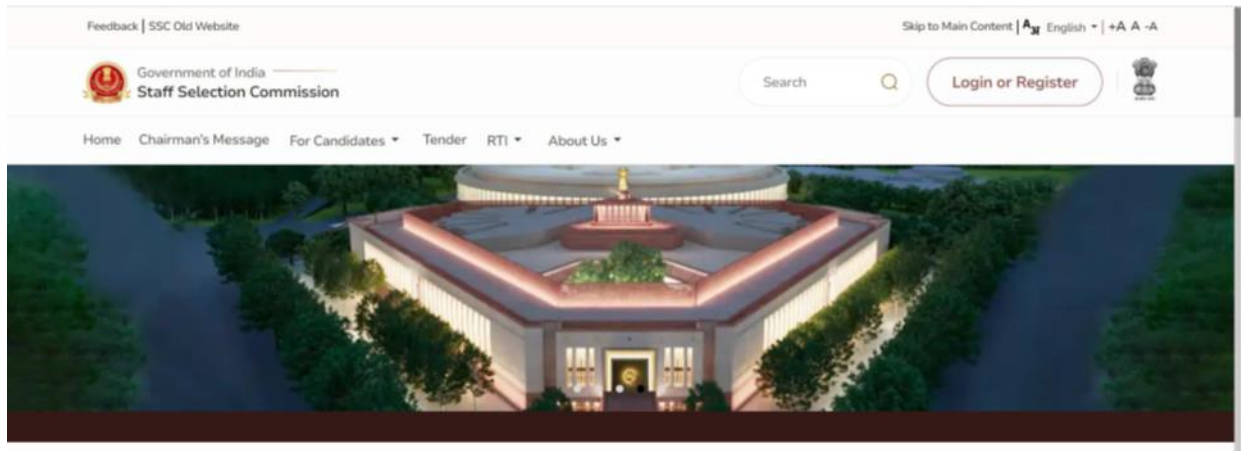 Feedback | SSC Old Website
Skip to Main Content | Aअ English | +A A -A
Government of India
Staff Selection Commission
Search
Login or Register
Home Chairman's Message For Candidates Tender RTI About Us